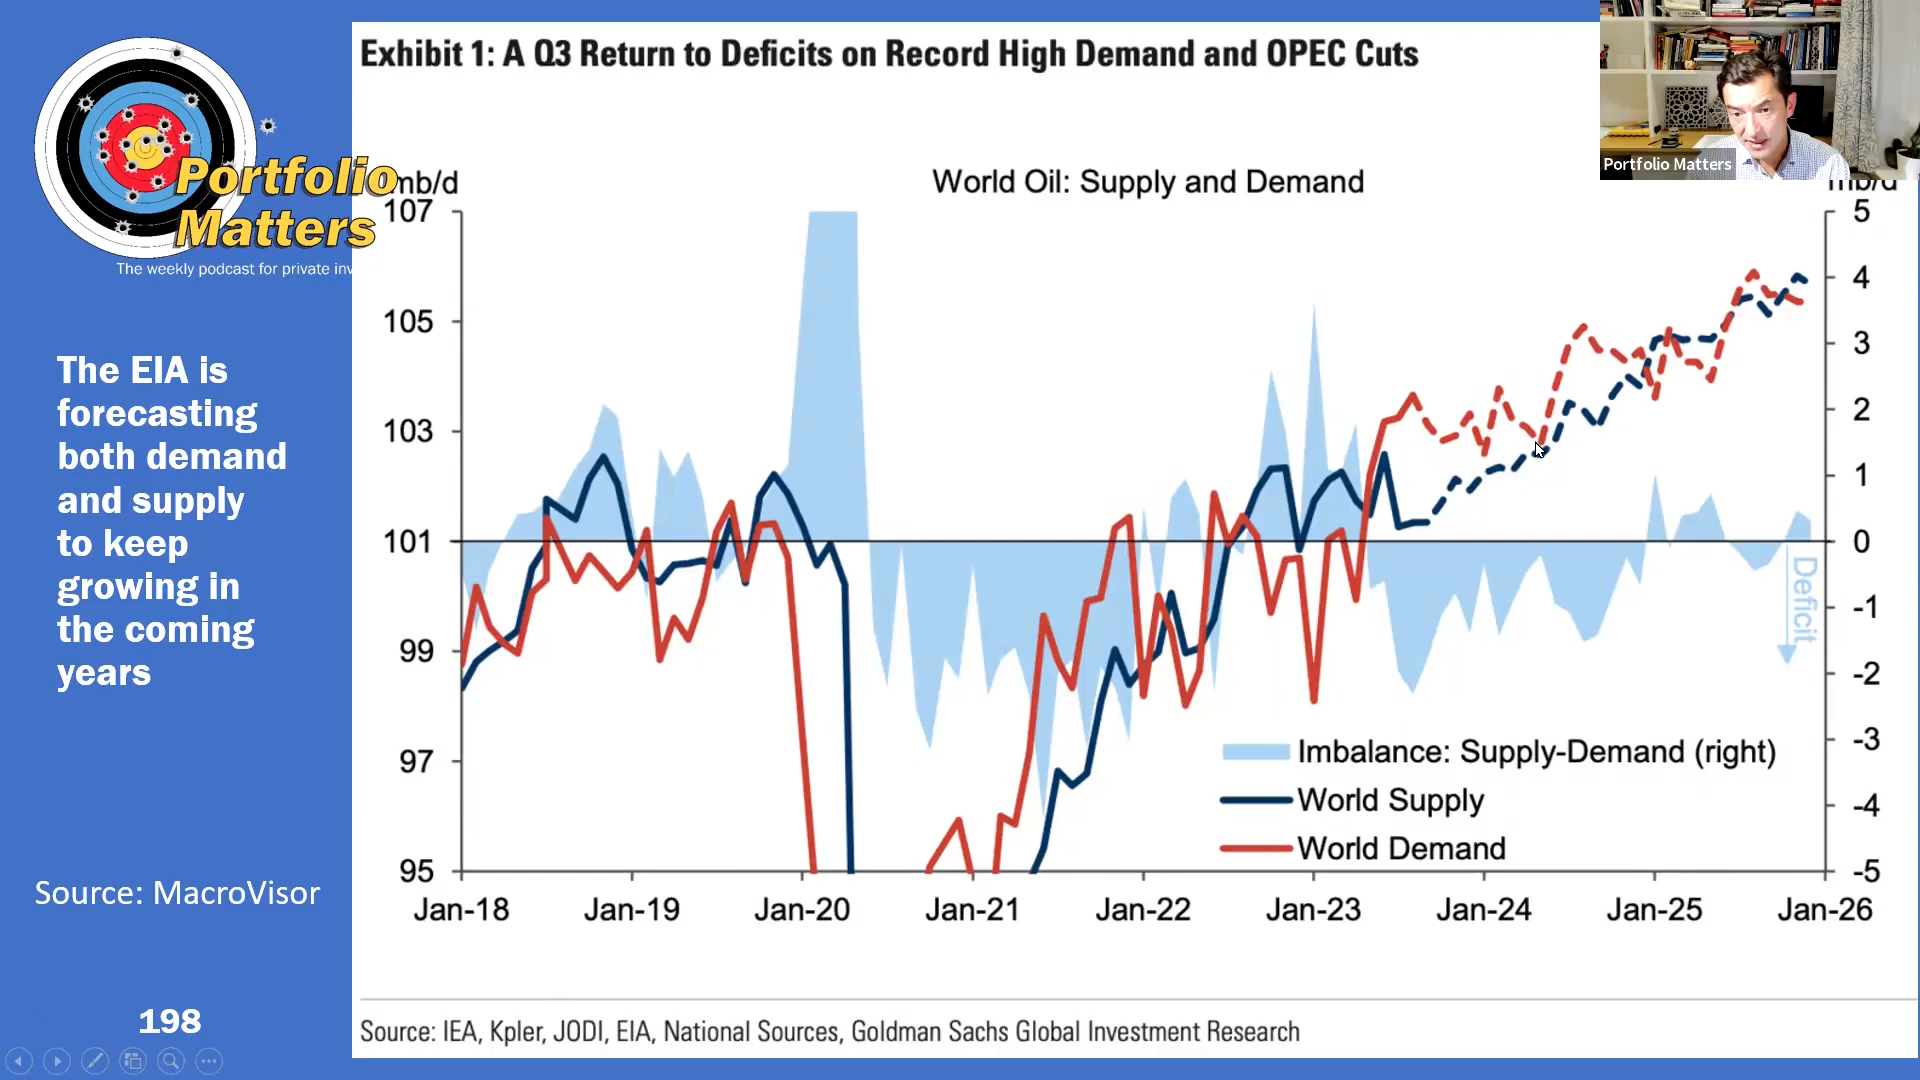 Exhibit 1: A Q3 Return to Deficits on Record High Demand and OPEC Cuts
Portfolio Matters
Portfolio
Matters
The weekly podcast for private inv
The EIA is
forecasting
both demand
and supply
to keep
growing in
the coming
years
Source: MacroVisor
198
mb/d
World Oil: Supply and Demand
mb/d
107
105
103
101
99
97
95
5
4
3
2
1
0
-1
-2
-3
-4
-5
Deficit
Imbalance: Supply-Demand (right)
World Supply
World Demand
Jan-18
Jan-19
Jan-20
Jan-21
Jan-22
Jan-23
Jan-24
Jan-25
Jan-26
Source: IEA, Kpler, JODI, EIA, National Sources, Goldman Sachs Global Investment Research